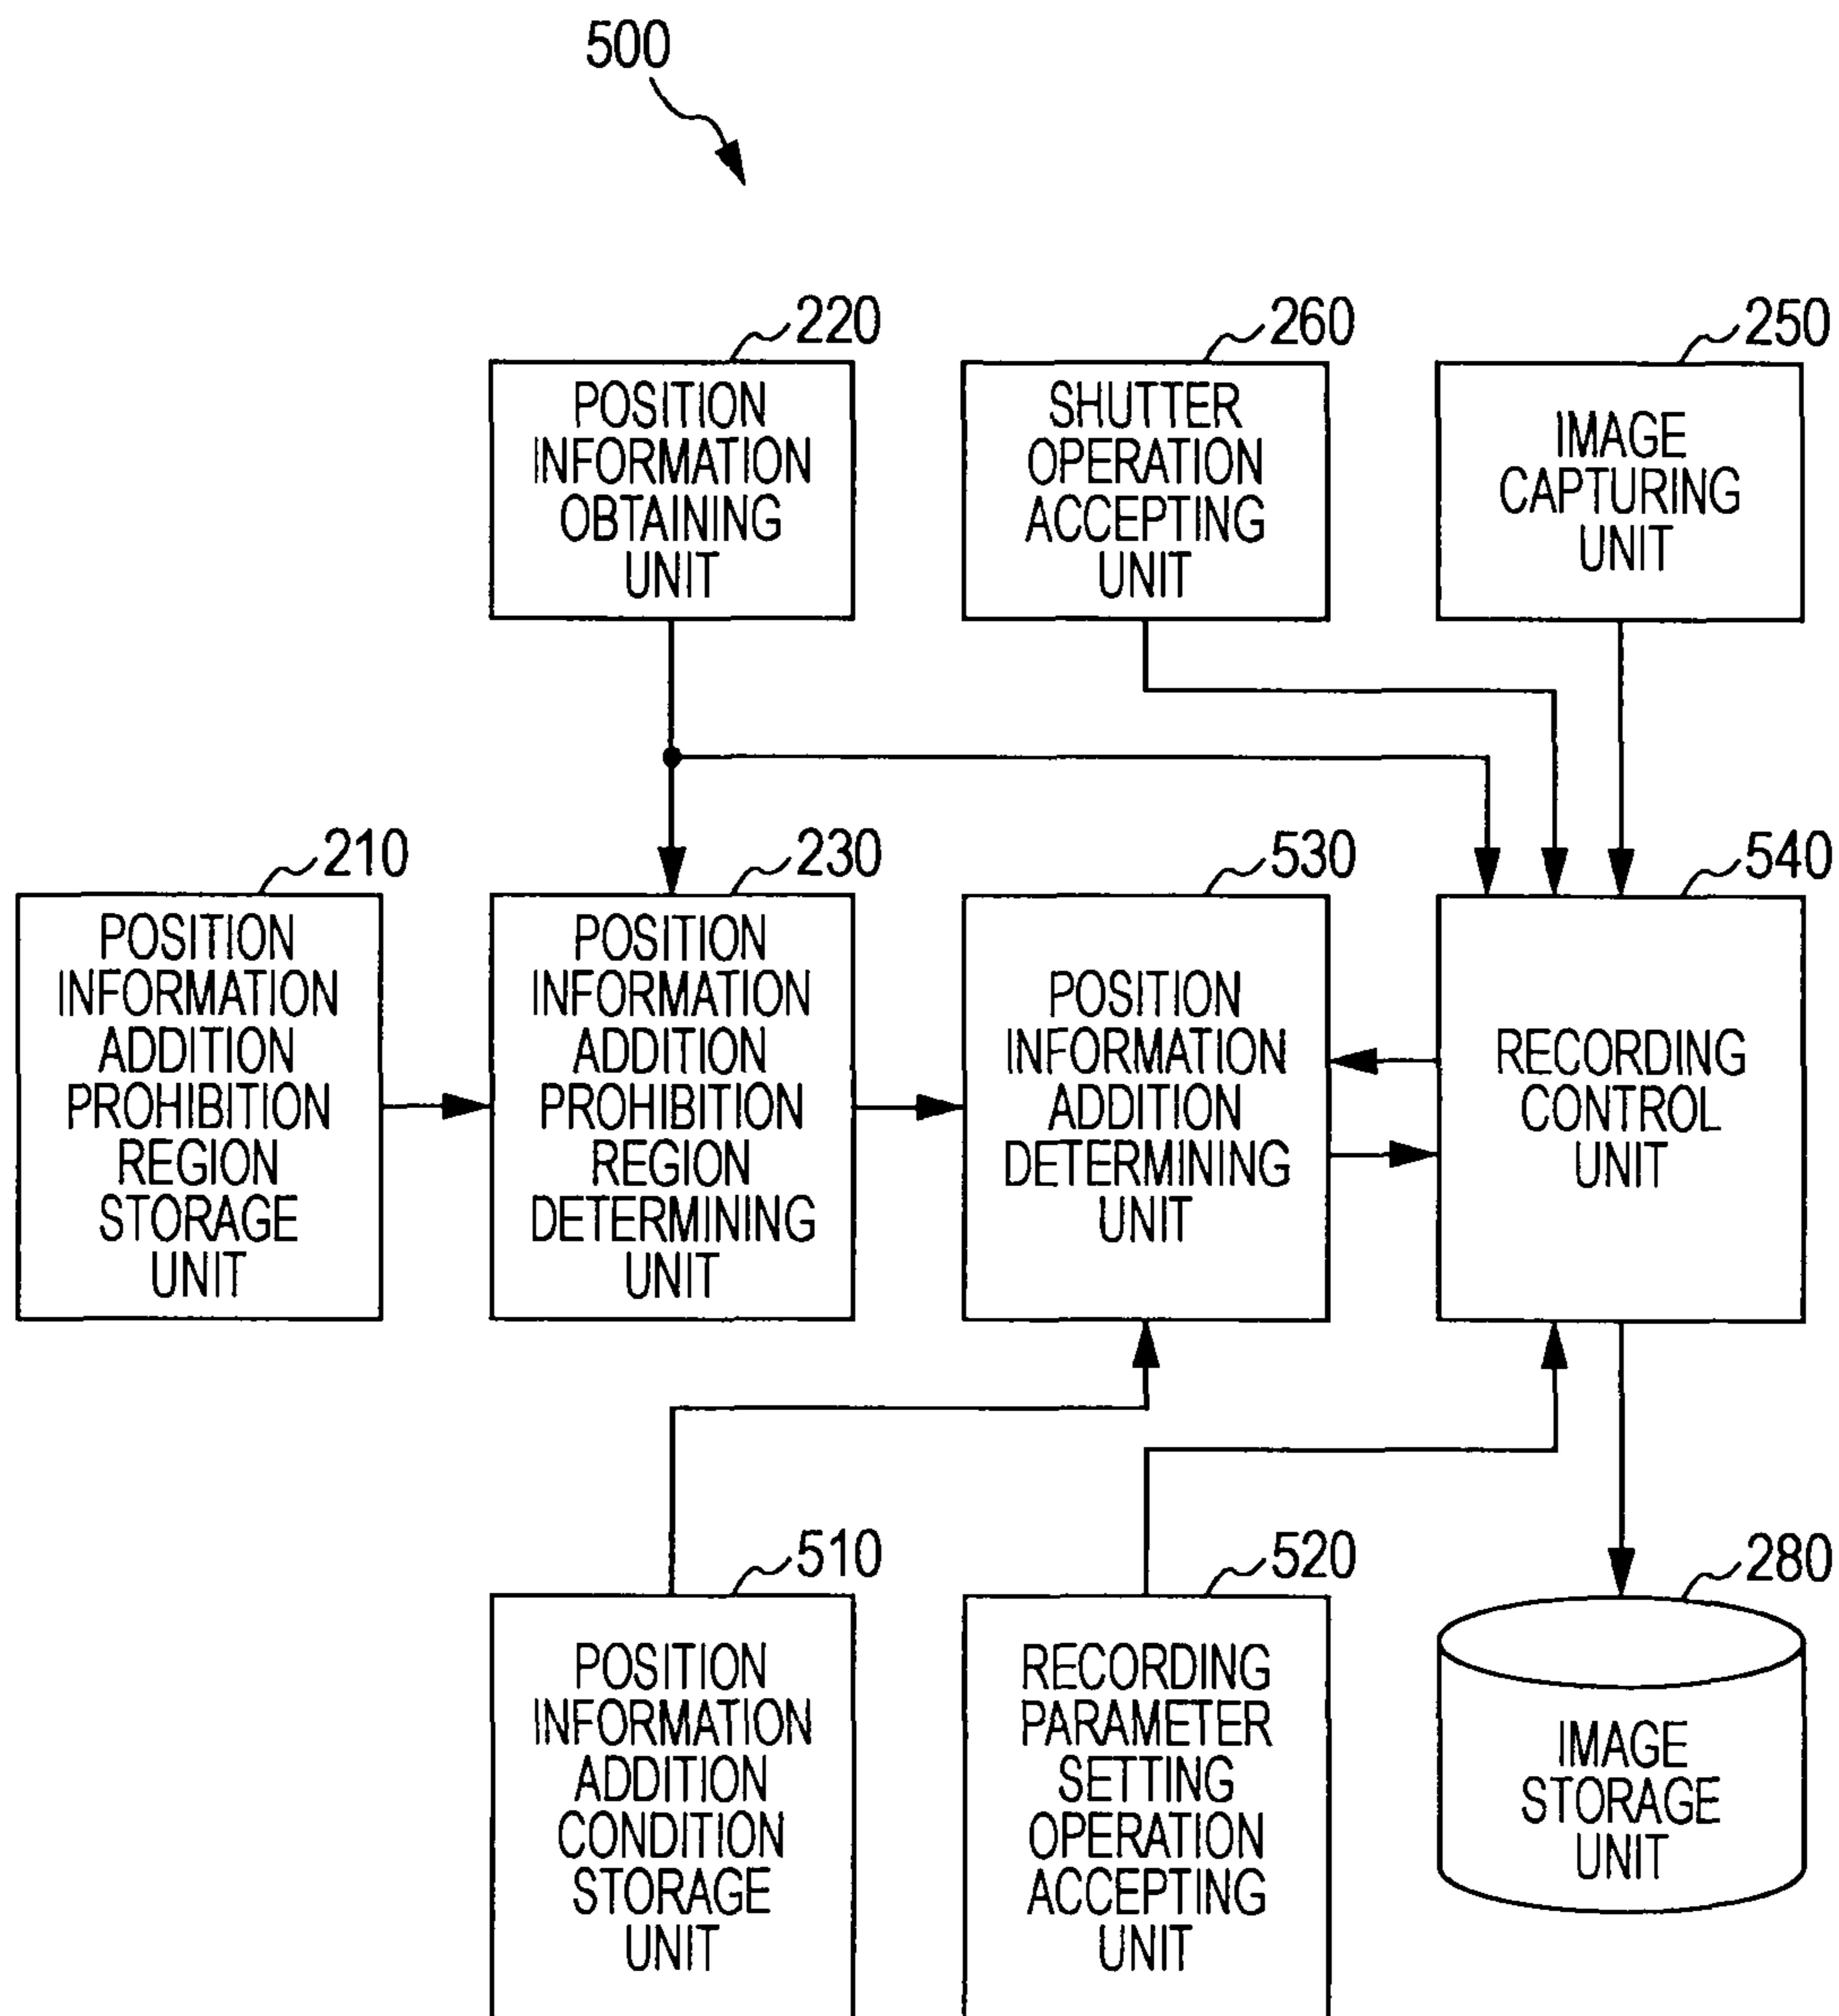 500
220
POSITION
INFORMATION
OBTAINING
UNIT
260
SHUTTER
OPERATION
ACCEPTING
UNIT
250
IMAGE
CAPTURING
UNIT
210
POSITION
INFORMATION
ADDITION
PROHIBITION
REGION
STORAGE
UNIT
230
POSITION
INFORMATION
ADDITION
PROHIBITION
REGION
DETERMINING
UNIT
530
POSITION
INFORMATION
ADDITION
DETERMINING
UNIT
540
RECORDING
CONTROL
UNIT
510
POSITION
INFORMATION
ADDITION
CONDITION
STORAGE
UNIT
520
RECORDING
PARAMETER
SETTING
OPERATION
ACCEPTING
UNIT
280
IMAGE
STORAGE
UNIT